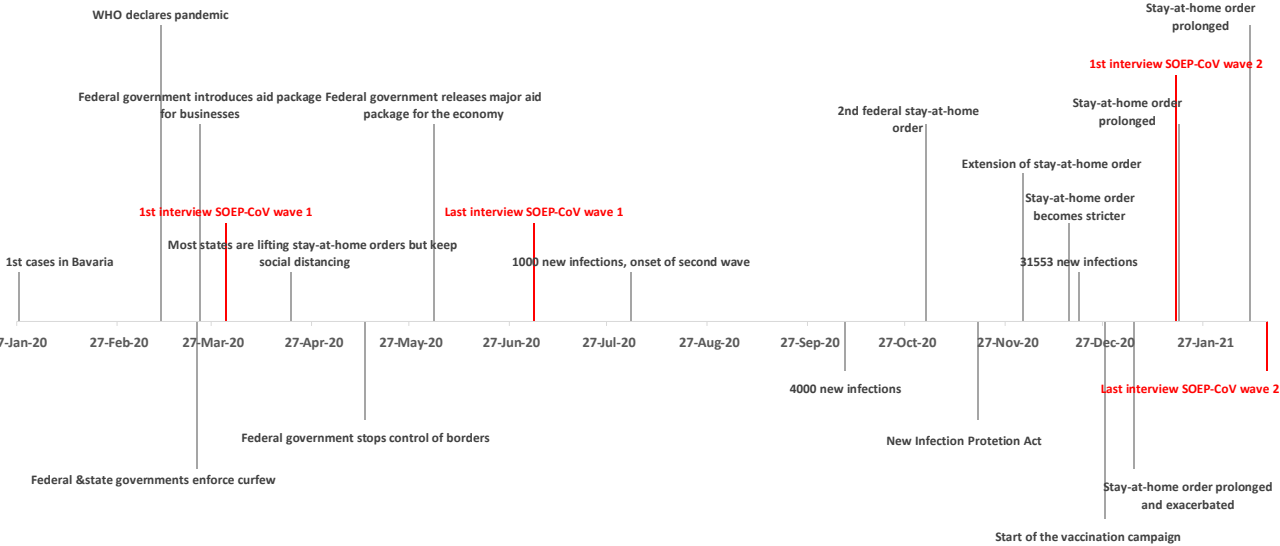 Stay-at-home order
prolonged
WHO declares pandemic
1st interview SOEP-CoV wave 2
Federal government introduces aid package
for businesses
Federal government releases major aid
package for the economy
Stay-at-home order
prolonged
2nd federal stay-at-home
order
Extension of stay-at-home order
Stay-at-home order
becomes stricter
1st interview SOEP-CoV wave 1
Last interview SOEP-CoV wave 1
Most states are lifting stay-at-home orders but keep
social distancing
1st cases in Bavaria
1000 new infections, onset of second wave
31553 new infections
7-Jan-20
27-Feb-20
27-Mar-20
27-Apr-20
27-May-20
27-Jun-20
27-Jul-20
27-Aug-20
27-Sep-20
27-Oct-20
27-Nov-20
27-Dec-20
27-Jan-21
4000 new infections
Last interview SOEP-CoV wave 2
Federal government stops control of borders
New Infection Protetion Act
Federal &state governments enforce curfew
Stay-at-home order prolonged
and exacerbated
Start of the vaccination campaign